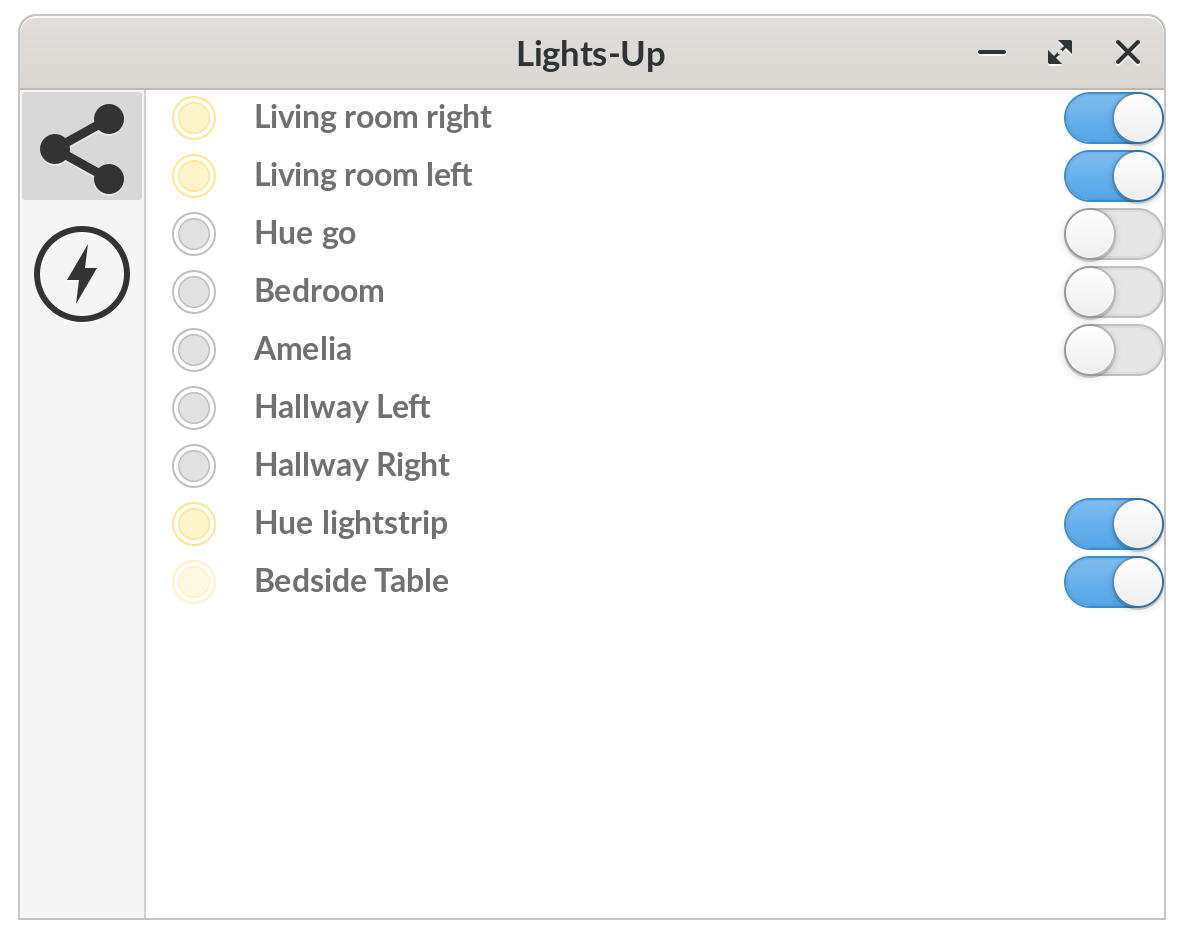 Lights-Up
Living room right
Living room left
Hue go
Bedroom
Amelia
Hallway Left
Hallway Right
Hue lightstrip
Bedside Table